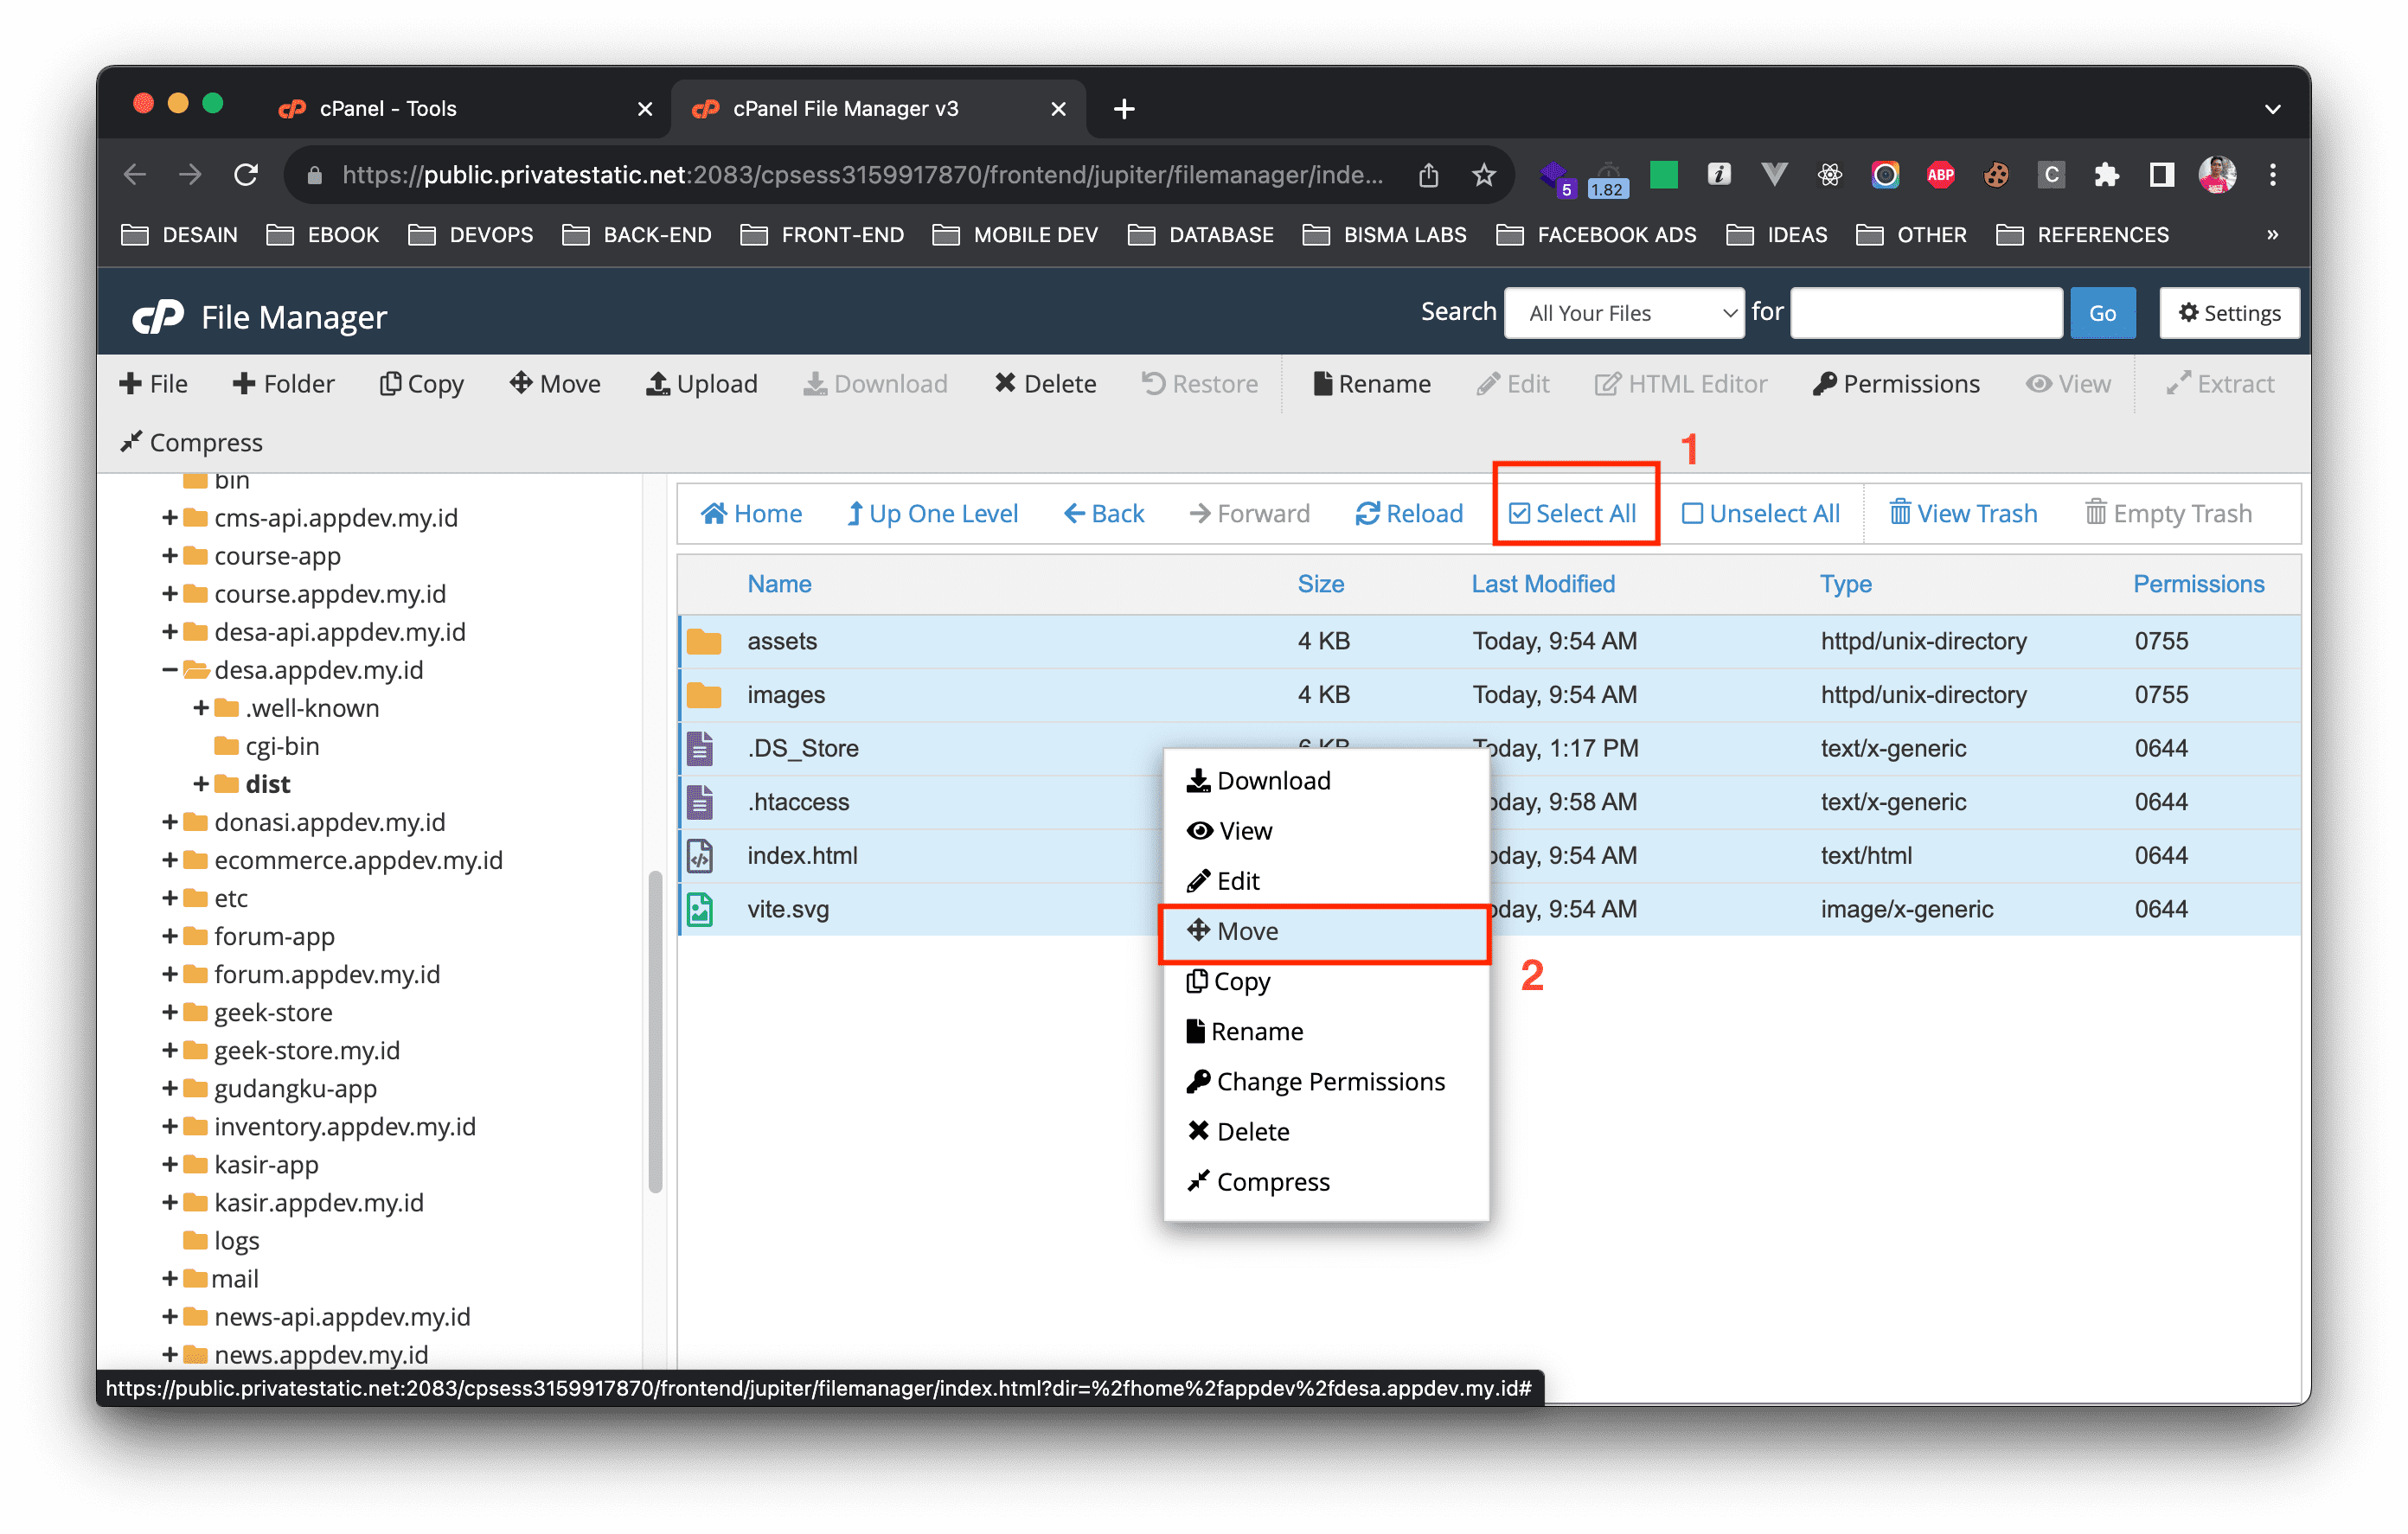 cPanel - Tools
cPanel File Manager v3
https://public.privatestatic.net:2083/cpsess3159917870/frontend/jupiter/filemanager/inde...
5
1.82
ABP
C
DESAIN EBOOK DEVOPS BACK-END FRONT-END MOBILE DEV DATABASE BISMA LABS FACEBOOK ADS IDEAS OTHER REFERENCES »
cP File Manager
Search All Your Files for Go Settings
File Folder Copy Move Upload Download Delete Restore Rename Edit HTML Editor Permissions View Extract
Compress
1
bin
cms-api.appdev.my.id
course-app
course.appdev.my.id
desa-api.appdev.my.id
desa.appdev.my.id
.well-known
cgi-bin
dist
donasi.appdev.my.id
ecommerce.appdev.my.id
etc
forum-app
forum.appdev.my.id
geek-store
geek-store.my.id
gudangku-app
inventory.appdev.my.id
kasir-app
kasir.appdev.my.id
logs
mail
news-api.appdev.my.id
news.appdev.my.id
Home Up One Level Back Forward Reload Select All Unselect All View Trash Empty Trash
Name Size Last Modified Type Permissions
assets 4 KB Today, 9:54 AM httpd/unix-directory 0755
images 4 KB Today, 9:54 AM httpd/unix-directory 0755
.DS_Store 6 KB Today, 1:17 PM text/x-generic 0644
.htaccess oday, 9:58 AM text/x-generic 0644
index.html oday, 9:54 AM text/html 0644
vite.svg oday, 9:54 AM image/x-generic 0644
Download
View
Edit
Move
2
Copy
Rename
Change Permissions
Delete
Compress
https://public.privatestatic.net:2083/cpsess3159917870/frontend/jupiter/filemanager/index.html?dir=%2fhome%2fappdev%2fdesa.appdev.my.id#